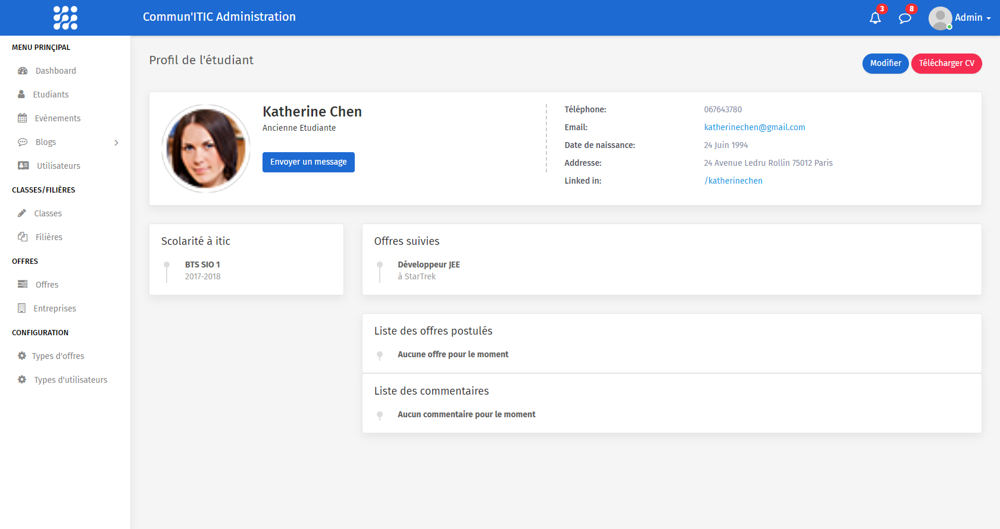 Commun'ITIC Administration
3
8
Admin
MENU PRINÇIPAL
Dashboard
Etudiants
Evènements
Blogs
Utilisateurs
CLASSES/FILIÈRES
Classes
Filières
OFFRES
Offres
Entreprises
CONFIGURATION
Types d'offres
Types d'utilisateurs
Profil de l'étudiant
Modifier
Télécharger CV
Katherine Chen
Ancienne Etudiante
Envoyer un message
Téléphone: 067643780
Email: katherinechen@gmail.com
Date de naissance: 24 Juin 1994
Addresse: 24 Avenue Ledru Rollin 75012 Paris
Linked in: /katherinechen
Scolarité à itic
BTS SIO 1
2017-2018
Offres suivies
Développeur JEE
à StarTrek
Liste des offres postulés
Aucune offre pour le moment
Liste des commentaires
Aucun commentaire pour le moment